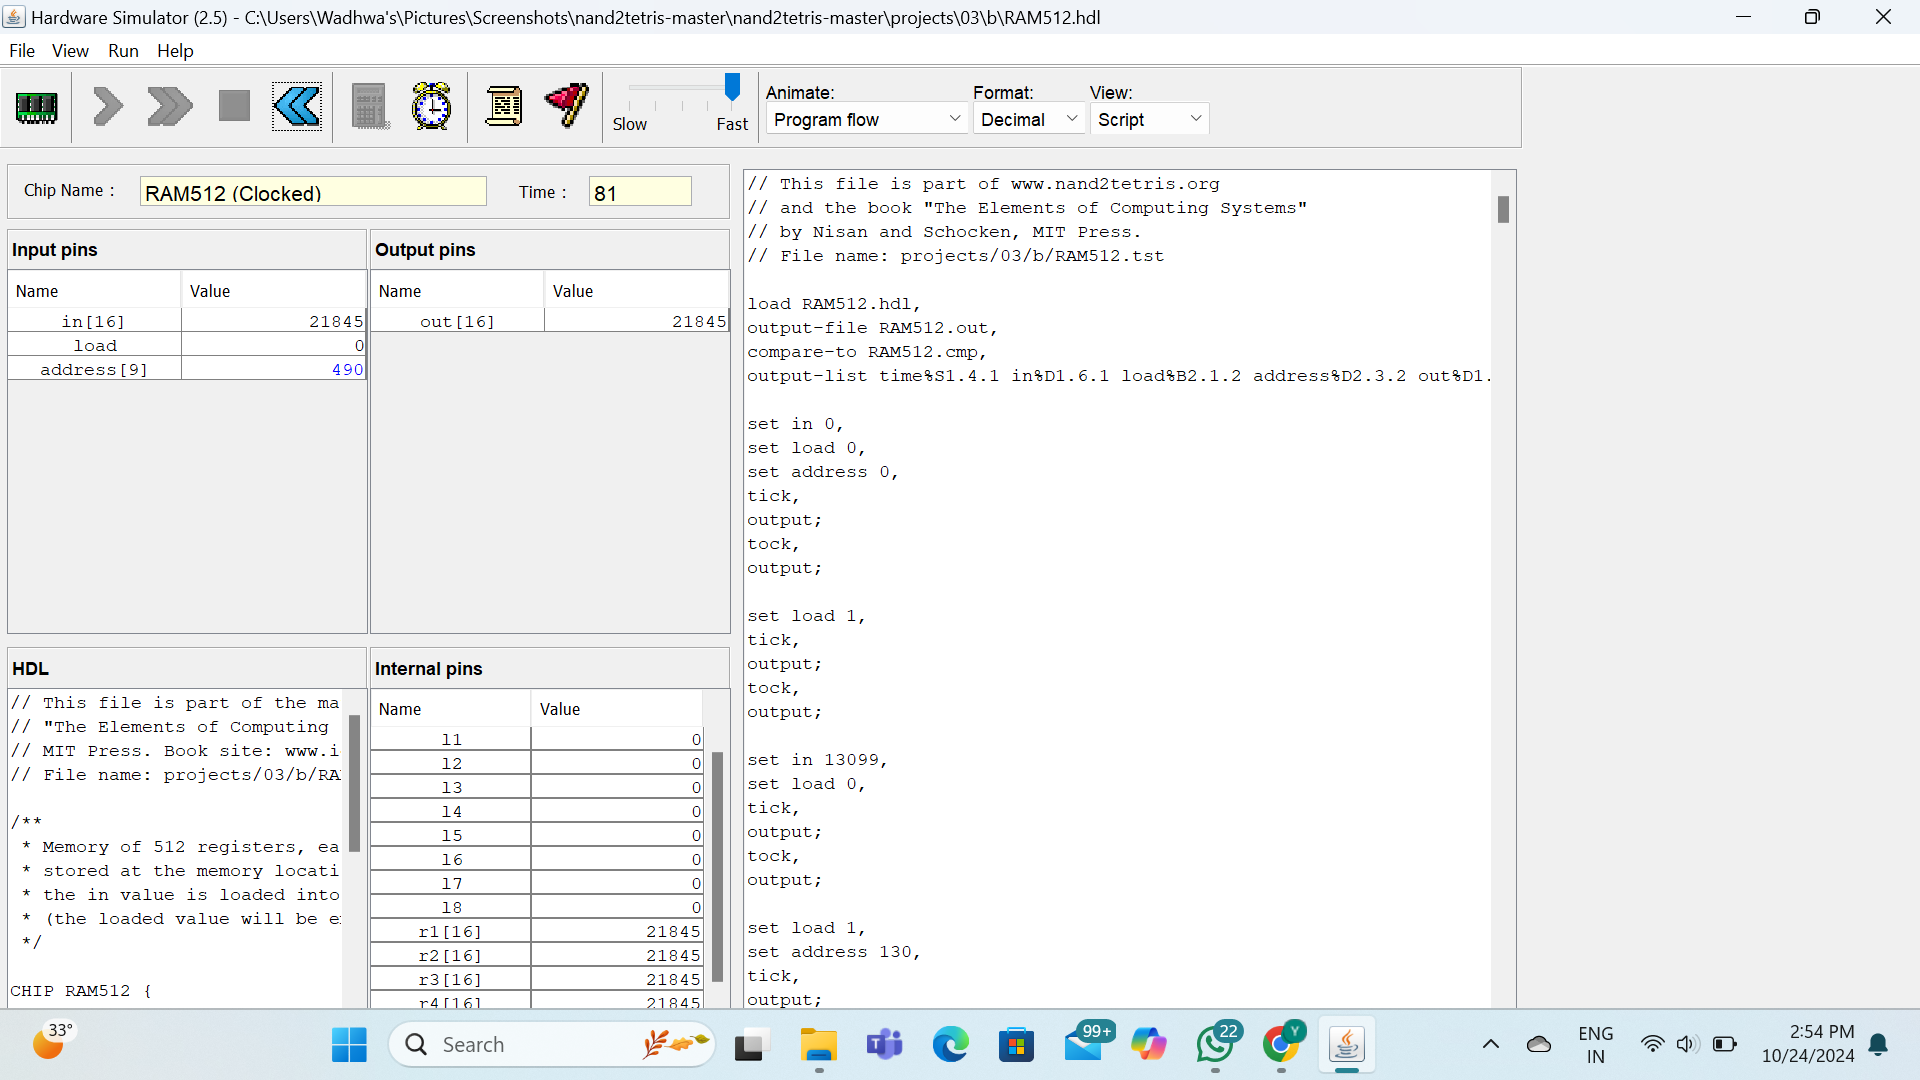 Hardware Simulator (2.5) - C:\Users\Wadhwa's\Pictures\Screenshots\nand2tetris-master\nand2tetris-master\projects\03\b\RAM512.hdl
File View Run Help
Slow Fast
Animate:
Program flow
Format:
Decimal
View:
Script
Chip Name :
RAM512 (Clocked)
Time :
81
Input pins
Name Value
in[16] 21845
load 0
address[9] 490
Output pins
Name Value
out[16] 21845
HDL
// This file is part of the ma
// "The Elements of Computing
// MIT Press. Book site: www.i
// File name: projects/03/b/RA
/**
* Memory of 512 registers, ea
* stored at the memory locati
* the in value is loaded into
* (the loaded value will be e
*/
CHIP RAM512 {
Internal pins
Name Value
l1 0
l2 0
l3 0
l4 0
l5 0
l6 0
l7 0
l8 0
r1[16] 21845
r2[16] 21845
r3[16] 21845
r4[16] 21845
// This file is part of www.nand2tetris.org
// and the book "The Elements of Computing Systems"
// by Nisan and Schocken, MIT Press.
// File name: projects/03/b/RAM512.tst
load RAM512.hdl,
output-file RAM512.out,
compare-to RAM512.cmp,
output-list time%S1.4.1 in%D1.6.1 load%B2.1.2 address%D2.3.2 out%D1.
set in 0,
set load 0,
set address 0,
tick,
output;
tock,
output;
set load 1,
tick,
output;
tock,
output;
set in 13099,
set load 0,
tick,
output;
tock,
output;
set load 1,
set address 130,
tick,
output;
33°
Search
99+
22
Y
ENG
IN
2:54 PM
10/24/2024